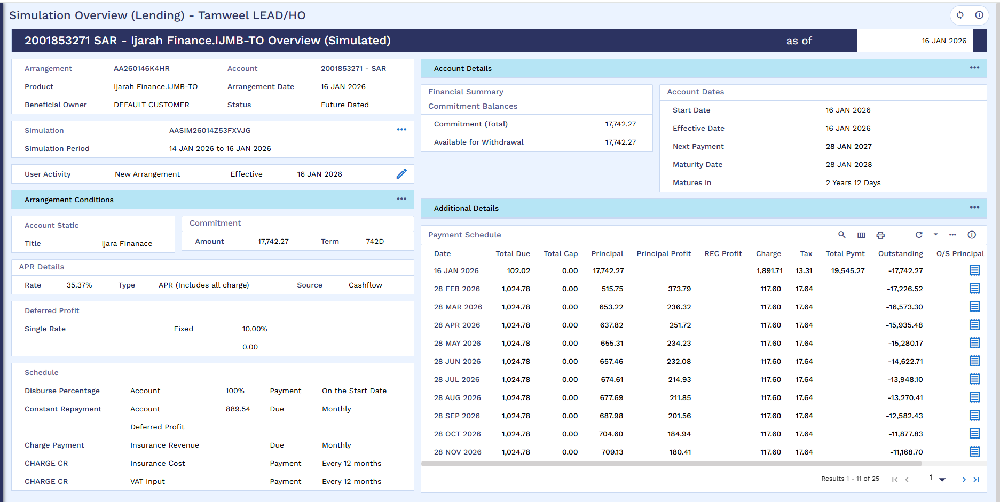 Simulation Overview (Lending) - Tamweel LEAD/HO
2001853271 SAR - Ijarah Finance.IJMB-TO Overview (Simulated) as of 16 JAN 2026
Arrangement AA260146K4HR Account 2001853271 - SAR
Product Ijarah Finance.IJMB-TO Arrangement Date 16 JAN 2026
Beneficial Owner DEFAULT CUSTOMER Status Future Dated
Simulation AASIM26014Z53FXVJG
Simulation Period 14 JAN 2026 to 16 JAN 2026
User Activity New Arrangement Effective 16 JAN 2026
Arrangement Conditions
Account Static
Title Ijara Finanace
Commitment
Amount 17,742.27 Term 742D
APR Details
Rate 35.37% Type APR (Includes all charge) Source Cashflow
Deferred Profit
Single Rate Fixed 10.00%
0.00
Schedule
Disburse Percentage Account 100% Payment On the Start Date
Constant Repayment Account 889.54 Due Monthly
Deferred Profit
Charge Payment Insurance Revenue Due Monthly
CHARGE CR Insurance Cost Payment Every 12 months
CHARGE CR VAT Input Payment Every 12 months
Account Details
Financial Summary
Commitment Balances
Commitment (Total) 17,742.27
Available for Withdrawal 17,742.27
Account Dates
Start Date 16 JAN 2026
Effective Date 16 JAN 2026
Next Payment 28 JAN 2027
Maturity Date 28 JAN 2028
Matures in 2 Years 12 Days
Additional Details
Payment Schedule
Date Total Due Total Cap Principal Principal Profit REC Profit Charge Tax Total Pymt Outstanding O/S Principal
16 JAN 2026 102.02 0.00 17,742.27 1,891.71 13.31 19,545.27 -17,742.27
28 FEB 2026 1,024.78 0.00 515.75 373.79 117.60 17.64 -17,226.52
28 MAR 2026 1,024.78 0.00 653.22 236.32 117.60 17.64 -16,573.30
28 APR 2026 1,024.78 0.00 637.82 251.72 117.60 17.64 -15,935.48
28 MAY 2026 1,024.78 0.00 655.31 234.23 117.60 17.64 -15,280.17
28 JUN 2026 1,024.78 0.00 657.46 232.08 117.60 17.64 -14,622.71
28 JUL 2026 1,024.78 0.00 674.61 214.93 117.60 17.64 -13,948.10
28 AUG 2026 1,024.78 0.00 677.69 211.85 117.60 17.64 -13,270.41
28 SEP 2026 1,024.78 0.00 687.98 201.56 117.60 17.64 -12,582.43
28 OCT 2026 1,024.78 0.00 704.60 184.94 117.60 17.64 -11,877.83
28 NOV 2026 1,024.78 0.00 709.13 180.41 117.60 17.64 -11,168.70
Results 1 - 11 of 25 1